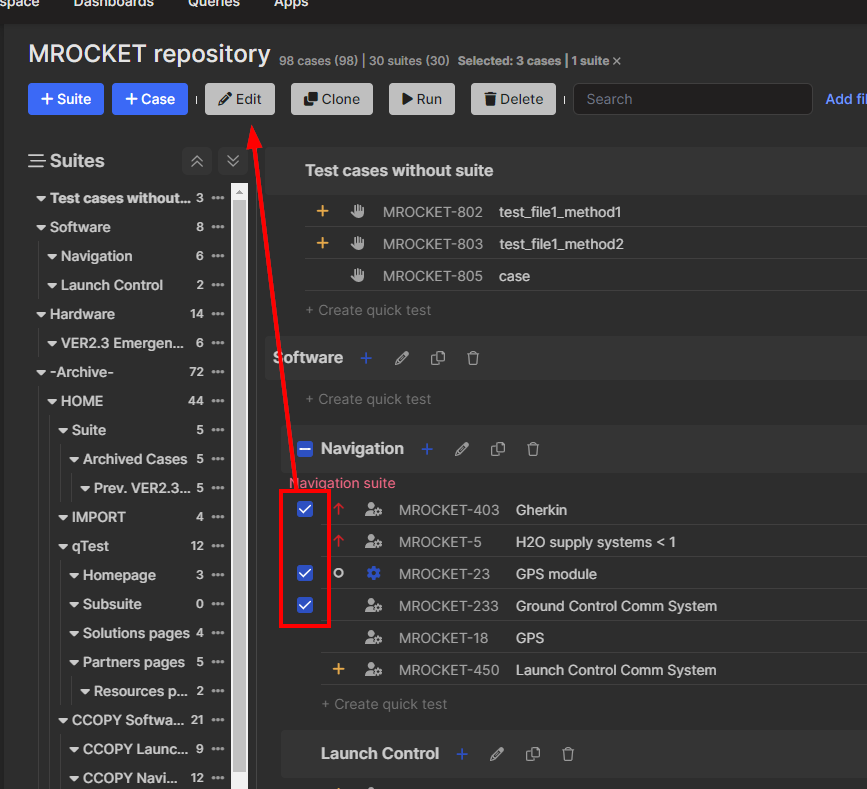 space Dashboards Queries Apps
MROCKET repository 98 cases (98) | 30 suites (30) Selected: 3 cases | 1 suite ×
+ Suite + Case Edit Clone Run Delete Search Add fil
Suites
Test cases without... 3
Software 8
Navigation 6
Launch Control 2
Hardware 14
VER2.3 Emergen... 6
-Archive- 72
HOME 44
Suite 5
Archived Cases 5
Prev. VER2.3... 5
IMPORT 4
qTest 12
Homepage 3
Subsuite 0
Solutions pages 4
Partners pages 5
Resources p... 2
CCOPY Softwa... 21
CCOPY Launc... 9
CCOPY Navi... 12
Test cases without suite
MROCKET-802 test_file1_method1
MROCKET-803 test_file1_method2
MROCKET-805 case
+ Create quick test
Software
+ Create quick test
Navigation
Navigation suite
MROCKET-403 Gherkin
MROCKET-5 H2O supply systems < 1
MROCKET-23 GPS module
MROCKET-233 Ground Control Comm System
MROCKET-18 GPS
MROCKET-450 Launch Control Comm System
+ Create quick test
Launch Control